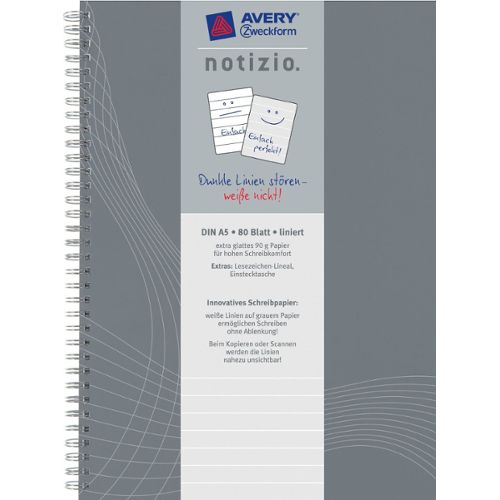 AVERY
Zweckform
notizio.
Einfach
Einfach
perfekt!
Dunkle Linien stören-
weiße nicht!
DIN A5 • 80 Blatt • liniert
extra glattes 90 g Papier
für hohen Schreibkomfort
Extras: Lesezeichen-Lineal,
Einstecktasche
Innovatives Schreibpapier:
weiße Linien auf grauem Papier
ermöglichen Schreiben
ohne Ablenkung!
Beim Kopieren oder Scannen
werden die Linien
nahezu unsichtbar!